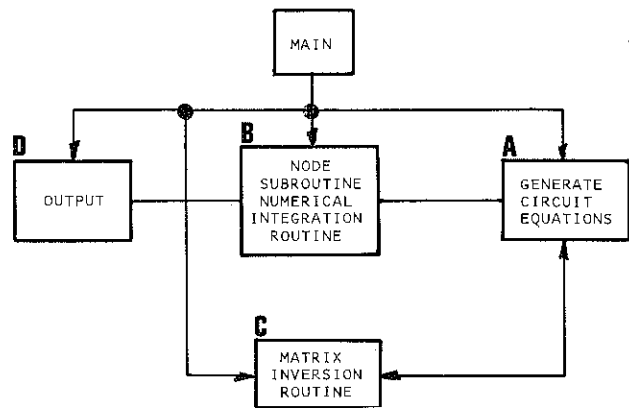 MAIN
D
OUTPUT
B
NODE
SUBROUTINE
NUMERICAL
INTEGRATION
ROUTINE
A
GENERATE
CIRCUIT
EQUATIONS
C
MATRIX
INVERSION
ROUTINE